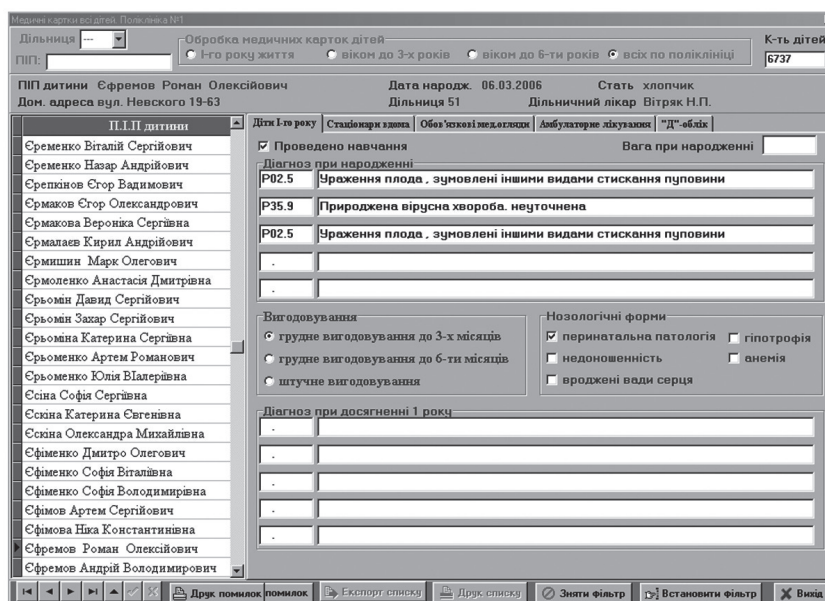 Медичні картки всі дітей. Поліклініка №1
Дільниця ---
ПІП:
Обробка медичних карток дітей
І-го року життя віком до 3-х років віком до 6-ти років всіх по поліклініці
К-ть дітей
6737
ПІП дитини Єфремов Роман Олексійович Дата народж. 06.03.2006 Стать хлопчик
Дом. адреса вул. Невского 19-63 Дільниця 51 Дільничний лікар Вітряк Н.П.
П.І.П дитини
Єременко Віталій Сергійович
Єременко Назар Андрійович
Єрепкінов Єгор Вадимович
Єрмаков Єгор Олександрович
Єрмакова Вероніка Сергіївна
Єрмалаєв Кирил Андрійович
Єрмишин Марк Олегович
Єрмоленко Анастасія Дмитрівна
Єрьомін Давид Сергійович
Єрьомін Захар Сергійович
Єрьоміна Катерина Сергіївна
Єрьоменко Артем Романович
Єрьоменко Юлія ВІалеріївна
Єсіна Софія Сергіївна
Єскіна Катерина Євгенівна
Єскіна Олександра Михайлівна
Єфіменко Дмитро Олегович
Єфіменко Софія Віталіївна
Єфіменко Софія Володимирівна
Єфімов Артем Сергійович
Єфімова Ніка Константинівна
Єфремов Роман Олексійович
Єфремов Андрій Володимирович
Діти І-го року Стаціонари вдома Обов'язкові мед.огляди Амбулаторне лікування "Д"-облік
Проведено навчання Вага при народженні
Діагноз при народженні
P02.5 Ураження плода , зумовлені іншими видами стискання пуповини
P35.9 Природжена вірусна хвороба. неуточнена
P02.5 Ураження плода , зумовлені іншими видами стискання пуповини
.
.
Вигодовування
грудне вигодовування до 3-х місяців
грудне вигодовування до 6-ти місяців
штучне вигодовування
Нозологічні форми
перинатальна патологія гіпотрофія
недоношенність анемія
вроджені вади серця
Діагноз при досягненні 1 року
.
.
.
.
.
Друк помилок помилок Експорт списку Друк списку Зняти фільтр Встановити фільтр Вихід